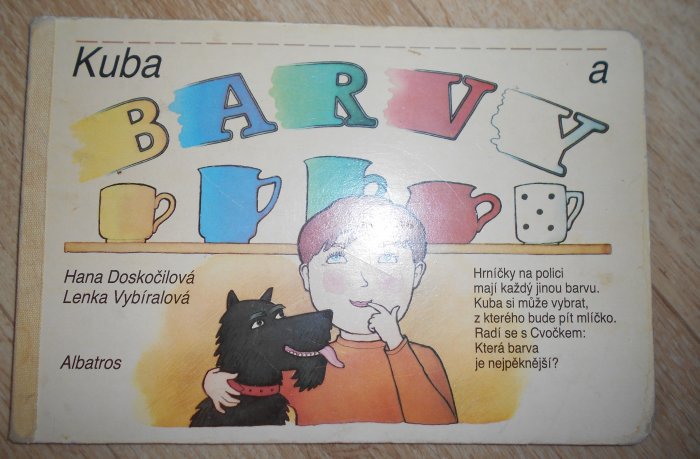 Kuba a
BARVY
Hana Doskočilová
Lenka Vybíralová
Albatros
Hrníčky na polici
mají každý jinou barvu.
Kuba si může vybrat,
z kterého bude pít mlíčko.
Radí se s Cvočkem:
Která barva
je nejpěknější?